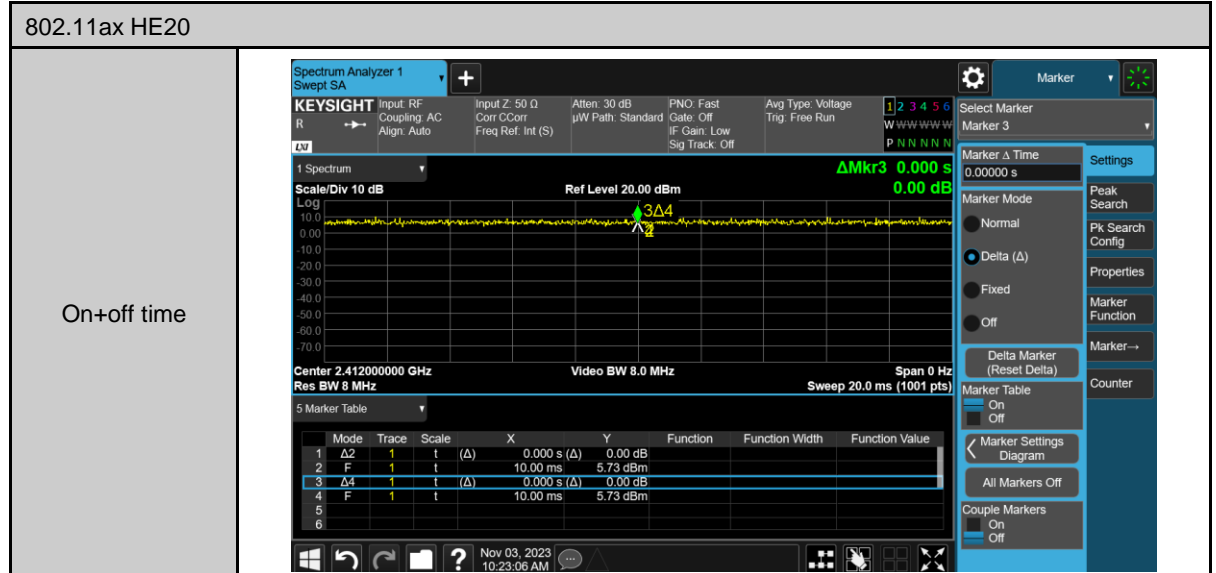 802.11ax HE20
On+off time
Spectrum Analyzer 1
Swept SA
+
Marker
KEYSIGHT
R
LXI
Input: RF
Coupling: AC
Align: Auto
Input Z: 50 Ω
Corr CCorr
Freq Ref: Int (S)
Atten: 30 dB
µW Path: Standard
PNO: Fast
Gate: Off
IF Gain: Low
Sig Track: Off
Avg Type: Voltage
Trig: Free Run
1 2 3 4 5 6
W W W W W W
P N N N N N
1 Spectrum
ΔMkr3 0.000 s
Scale/Div 10 dB
Ref Level 20.00 dBm
0.00 dB
Log
10.0
0.00
-10.0
-20.0
-30.0
-40.0
-50.0
-60.0
-70.0
3Δ4
Center 2.412000000 GHz
Video BW 8.0 MHz
Span 0 Hz
Res BW 8 MHz
Sweep 20.0 ms (1001 pts)
5 Marker Table
Mode Trace Scale X Y Function Function Width Function Value
1 Δ2 1 t (Δ) 0.000 s (Δ) 0.00 dB
2 F 1 t 10.00 ms 5.73 dBm
3 Δ4 1 t (Δ) 0.000 s (Δ) 0.00 dB
4 F 1 t 10.00 ms 5.73 dBm
5
6
Select Marker
Marker 3
Marker Δ Time
0.00000 s
Marker Mode
Normal
Delta (Δ)
Fixed
Off
Delta Marker
(Reset Delta)
Marker Table
On
Off
Marker Settings
Diagram
All Markers Off
Couple Markers
On
Off
Settings
Peak
Search
Pk Search
Config
Properties
Marker
Function
Marker→
Counter
?
Nov 03, 2023
10:23:06 AM